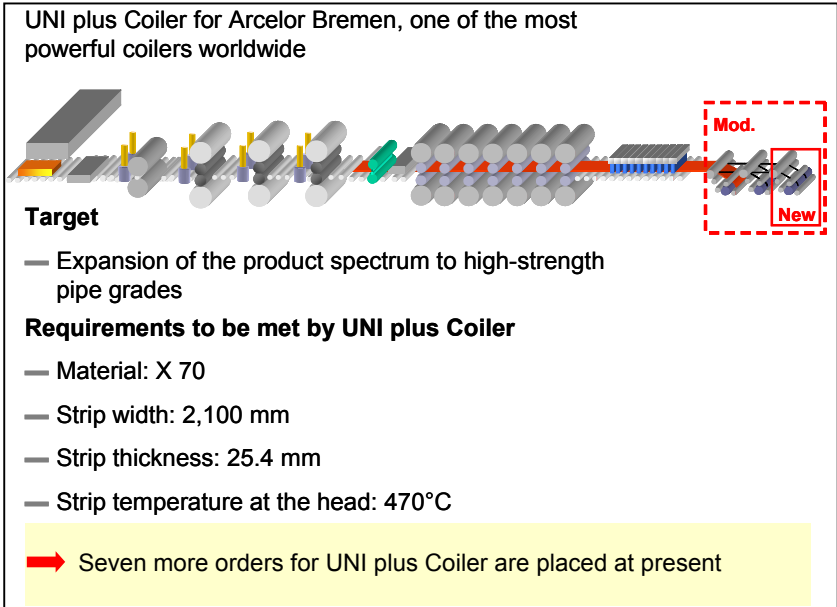 UNI plus Coiler for Arcelor Bremen, one of the most
powerful coilers worldwide
Mod.
New
Target
— Expansion of the product spectrum to high-strength
pipe grades
Requirements to be met by UNI plus Coiler
— Material: X 70
— Strip width: 2,100 mm
— Strip thickness: 25.4 mm
— Strip temperature at the head: 470°C
Seven more orders for UNI plus Coiler are placed at present